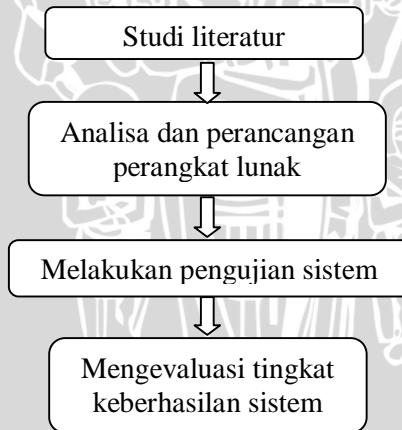 Studi literatur
Analisa dan perancangan
perangkat lunak
Melakukan pengujian sistem
Mengevaluasi tingkat
keberhasilan sistem